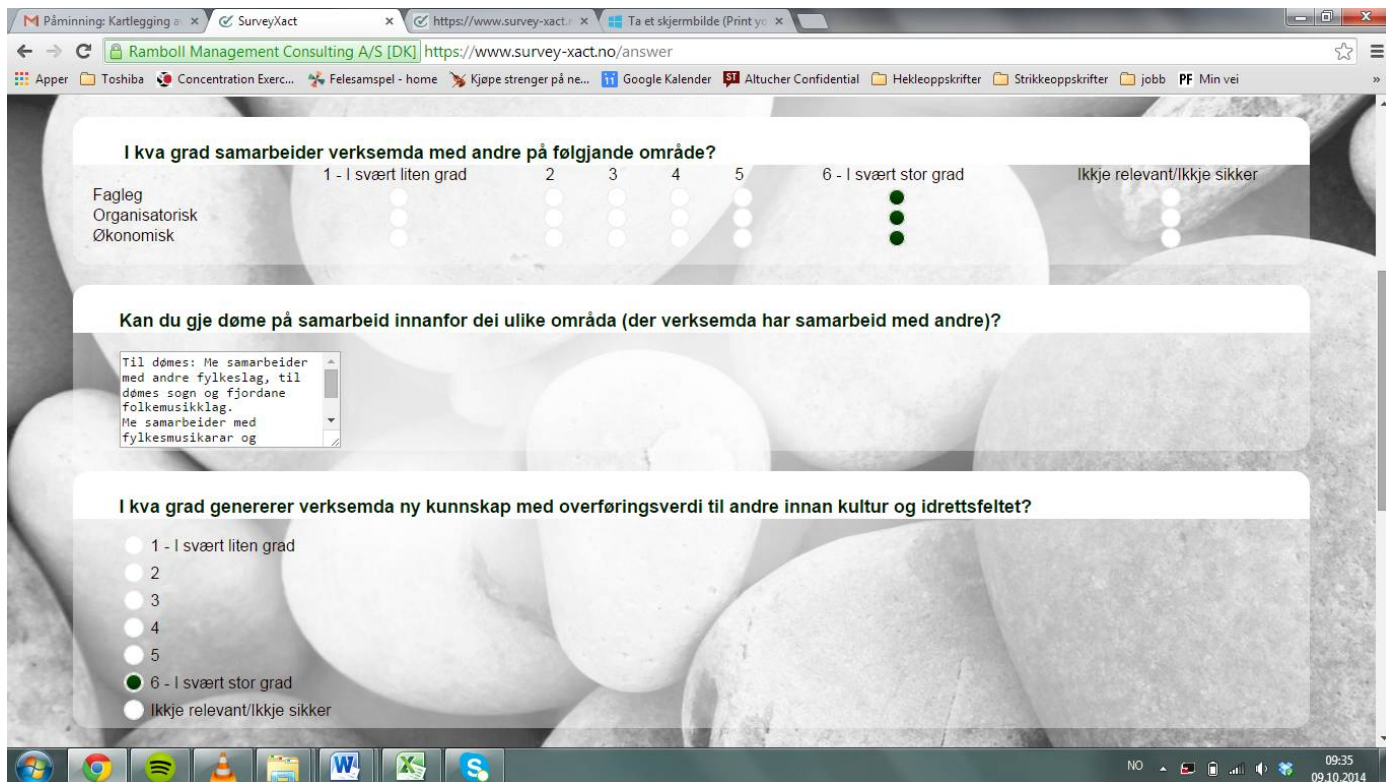 Påminning: Kartlegging a
SurveyXact
https://www.survey-xact.n
Ta et skjermbilde (Print yo
Ramboll Management Consulting A/S [DK] https://www.survey-xact.no/answer
Apper Toshiba Concentration Exerc... Felesamspel - home Kjøpe strenger på ne... 11 Google Kalender ST Altucher Confidential Hekleoppskrifter Strikkeoppskrifter jobb PF Min vei »
I kva grad samarbeider verksemda med andre på følgjande område?
1 - I svært liten grad 2 3 4 5 6 - I svært stor grad Ikkje relevant/Ikkje sikker
Fagleg
Organisatorisk
Økonomisk
Kan du gje døme på samarbeid innanfor dei ulike områda (der verksemda har samarbeid med andre)?
Til dømes: Me samarbeider
med andre fylkeslag, til
dømes sogn og fjordane
folkemusikklag.
Me samarbeider med
fylkesmusikarar og
I kva grad genererer verksemda ny kunnskap med overføringsverdi til andre innan kultur og idrettsfeltet?
1 - I svært liten grad
2
3
4
5
6 - I svært stor grad
Ikkje relevant/Ikkje sikker
W X S
NO 09:35
09.10.2014